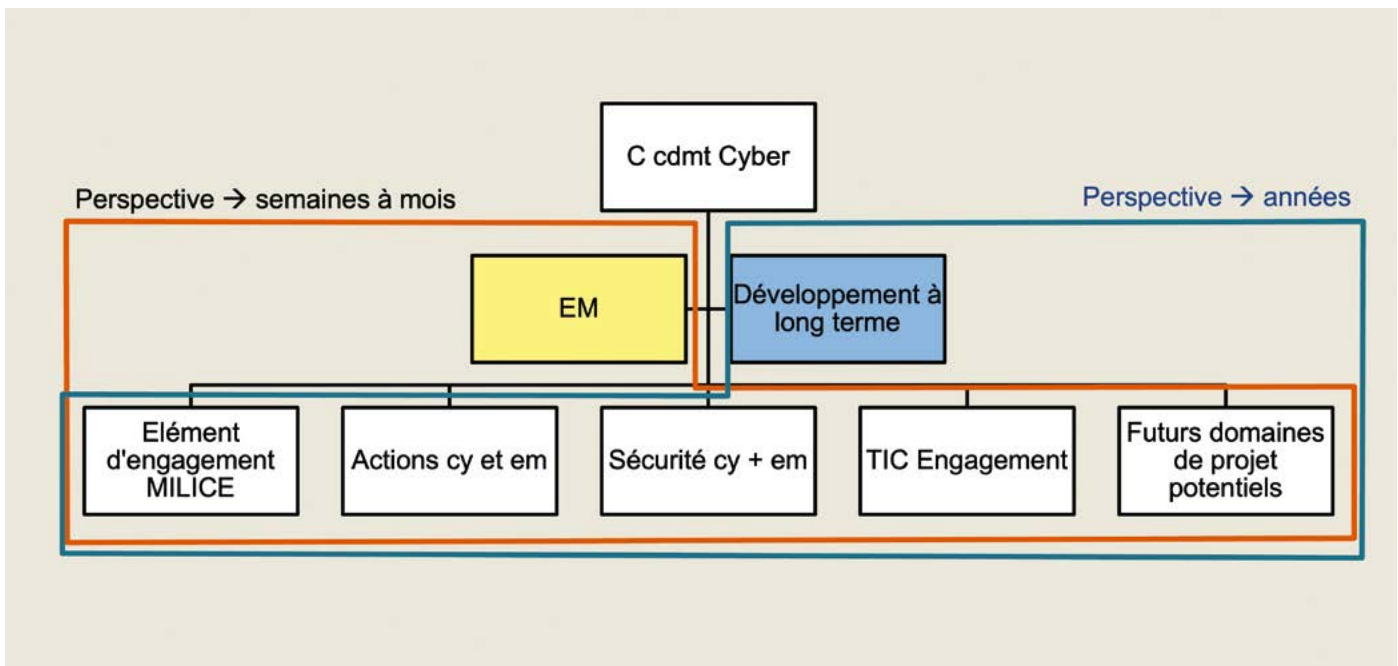 C cdmt Cyber
Perspective → semaines à mois
Perspective → années
EM
Développement à
long terme
Elément
d'engagement
MILICE
Actions cy et em
Sécurité cy + em
TIC Engagement
Futurs domaines
de projet
potentiels